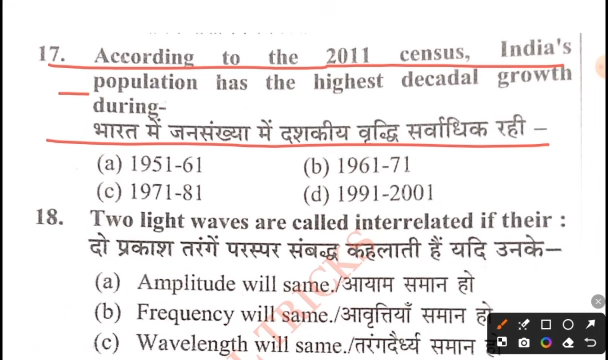 17. According to the 2011 census, India's
population has the highest decadal growth
during-
भारत में जनसंख्या में दशकीय वृद्धि सर्वाधिक रही –
(a) 1951-61 (b) 1961-71
(c) 1971-81 (d) 1991-2001
18. Two light waves are called interrelated if their :
दो प्रकाश तरंगें परस्पर संबद्ध कहलाती हैं यदि उनके–
(a) Amplitude will same./आयाम समान हो
(b) Frequency will same./आवृत्तियाँ समान हो
(c) Wavelength will same./तरंगदैर्ध्य समान हो
TRICKS